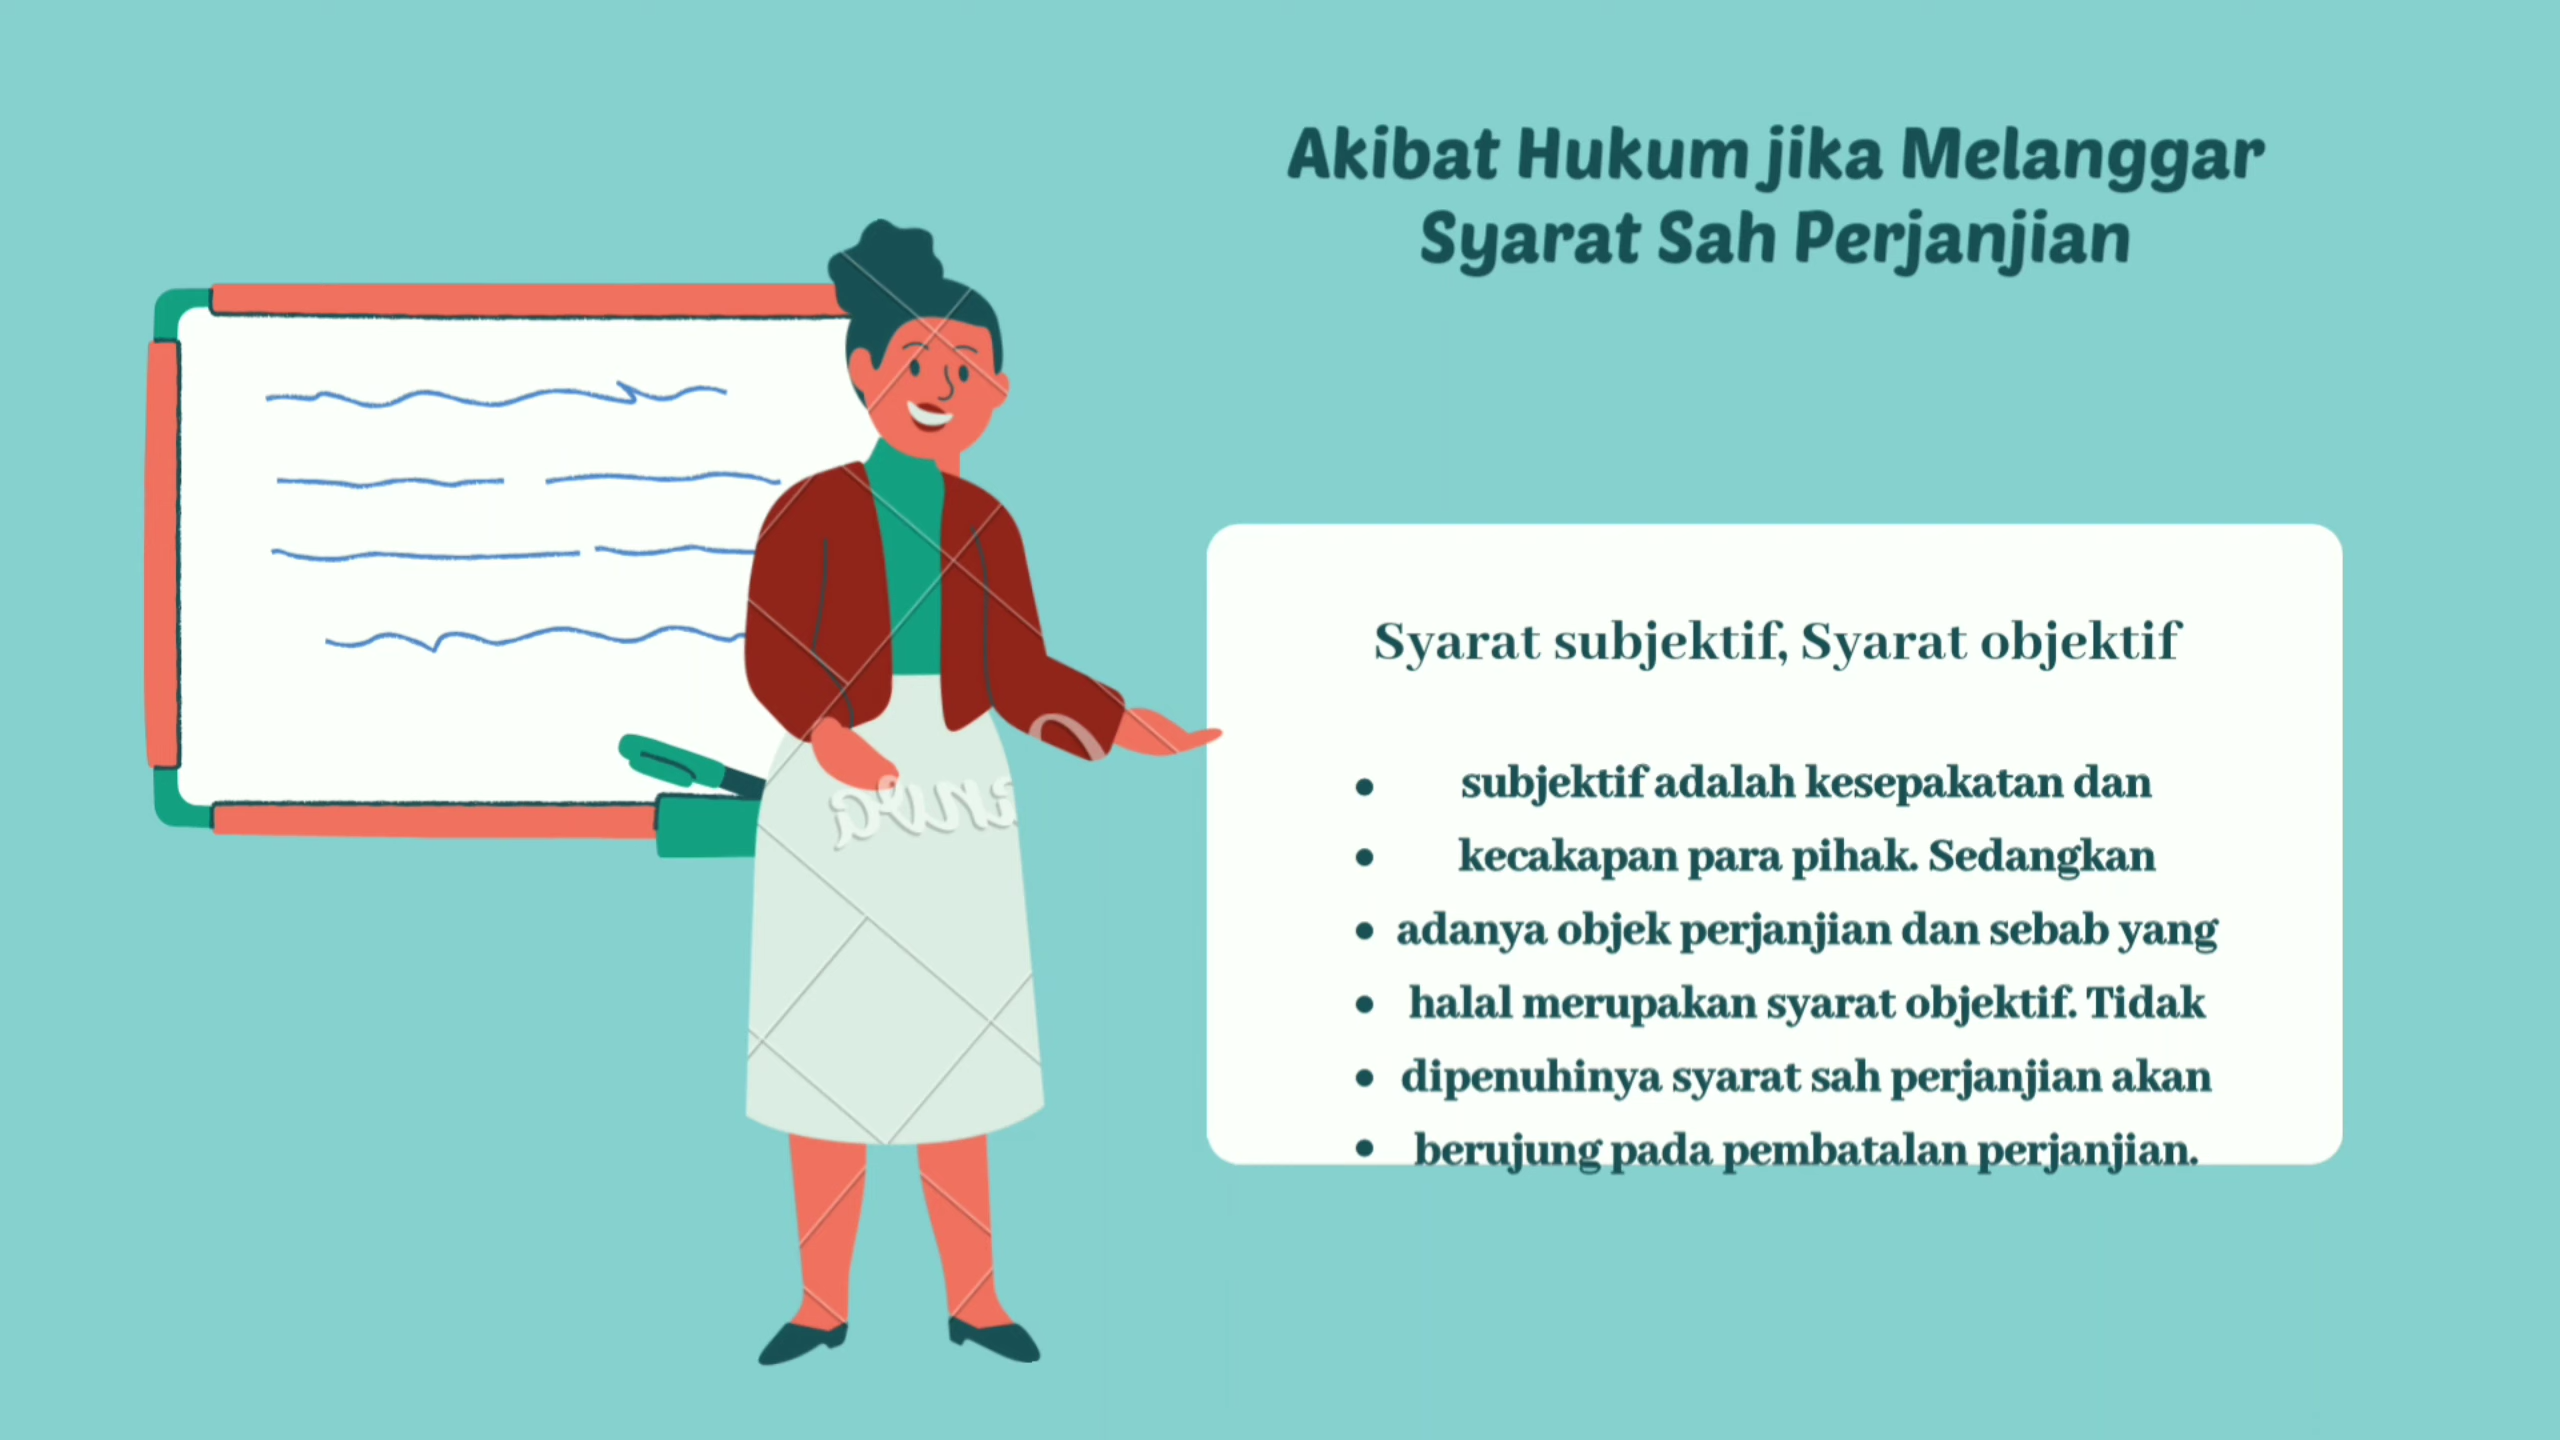 Akibat Hukum jika Melanggar
Syarat Sah Perjanjian
Syarat subjektif, Syarat objektif
• subjektif adalah kesepakatan dan
• kecakapan para pihak. Sedangkan
• adanya objek perjanjian dan sebab yang
• halal merupakan syarat objektif. Tidak
• dipenuhinya syarat sah perjanjian akan
• berujung pada pembatalan perjanjian.